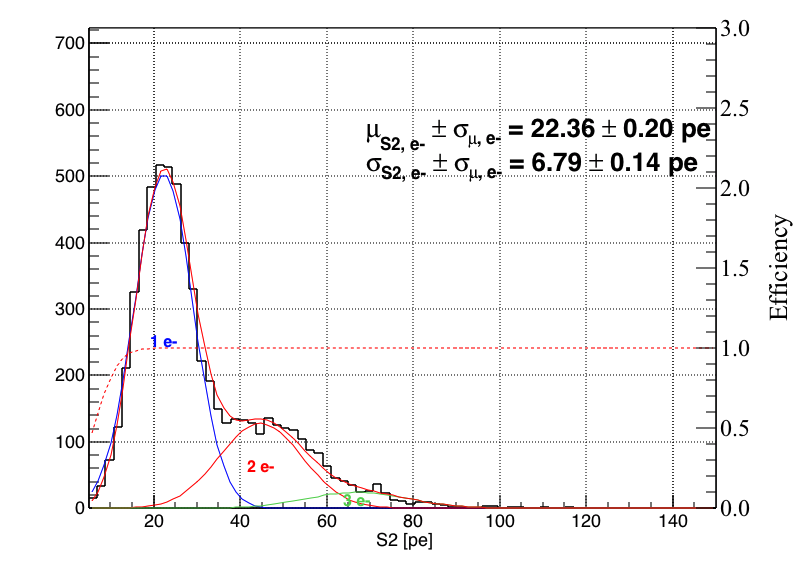 700
600
500
400
300
200
100
0
3.0
2.5
2.0
1.5
1.0
0.5
0.0
Efficiency
μS2, e- ± σμ, e- = 22.36 ± 0.20 pe
σS2, e- ± σμ, e- = 6.79 ± 0.14 pe
1 e-
2 e-
3 e-
20 40 60 80 100 120 140
S2 [pe]